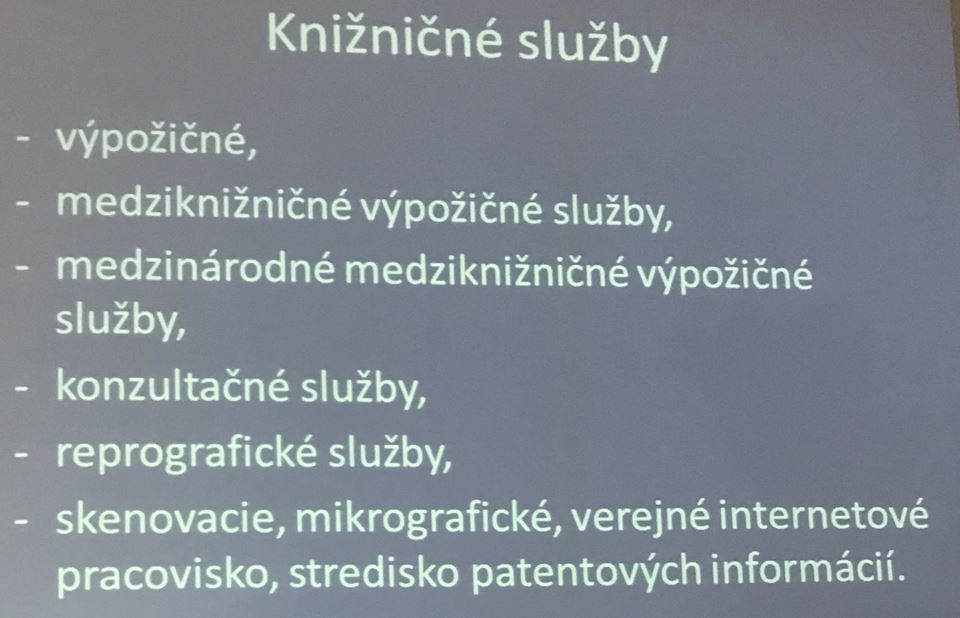 Knižničné služby
- výpožičné,
- medziknižničné výpožičné služby,
- medzinárodné medziknižničné výpožičné
služby,
- konzultačné služby,
- reprografické služby,
- skenovacie, mikrografické, verejné internetové
pracovisko, stredisko patentových informácií.